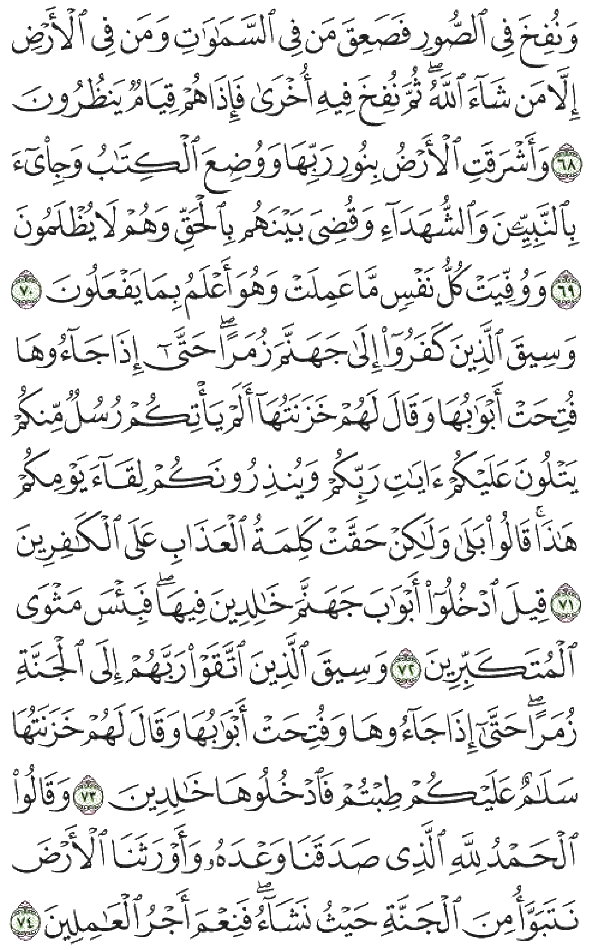 وَنُفِخَ فِى ٱلصُّورِ فَصَعِقَ مَن فِى ٱلسَّمَٰوَٰتِ وَمَن فِى ٱلْأَرْضِ
إِلَّا مَن شَآءَ ٱللَّهُ ۖ ثُمَّ نُفِخَ فِيهِ أُخْرَىٰ فَإِذَا هُمْ قِيَامٌ يَنظُرُونَ
٦٨ وَأَشْرَقَتِ ٱلْأَرْضُ بِنُورِ رَبِّهَا وَوُضِعَ ٱلْكِتَٰبُ وَجِا۟ىٓءَ
بِٱلنَّبِيِّۦنَ وَٱلشُّهَدَآءِ وَقُضِىَ بَيْنَهُم بِٱلْحَقِّ وَهُمْ لَا يُظْلَمُونَ
٦٩ وَوُفِّيَتْ كُلُّ نَفْسٍ مَّا عَمِلَتْ وَهُوَ أَعْلَمُ بِمَا يَفْعَلُونَ ٧٠
وَسِيقَ ٱلَّذِينَ كَفَرُوٓا۟ إِلَىٰ جَهَنَّمَ زُمَرًا ۖ حَتَّىٰٓ إِذَا جَآءُوهَا
فُتِحَتْ أَبْوَٰبُهَا وَقَالَ لَهُمْ خَزَنَتُهَآ أَلَمْ يَأْتِكُمْ رُسُلٌ مِّنكُمْ
يَتْلُونَ عَلَيْكُمْ ءَايَٰتِ رَبِّكُمْ وَيُنذِرُونَكُمْ لِقَآءَ يَوْمِكُمْ
هَٰذَا ۚ قَالُوا۟ بَلَىٰ وَلَٰكِنْ حَقَّتْ كَلِمَةُ ٱلْعَذَابِ عَلَى ٱلْكَٰفِرِينَ
٧١ قِيلَ ٱدْخُلُوٓا۟ أَبْوَٰبَ جَهَنَّمَ خَٰلِدِينَ فِيهَا ۖ فَبِئْسَ مَثْوَى
ٱلْمُتَكَبِّرِينَ ٧٢ وَسِيقَ ٱلَّذِينَ ٱتَّقَوْا۟ رَبَّهُمْ إِلَى ٱلْجَنَّةِ
زُمَرًا ۖ حَتَّىٰٓ إِذَا جَآءُوهَا وَفُتِحَتْ أَبْوَٰبُهَا وَقَالَ لَهُمْ خَزَنَتُهَا
سَلَٰمٌ عَلَيْكُمْ طِبْتُمْ فَٱدْخُلُوهَا خَٰلِدِينَ ٧٣ وَقَالُوا۟
ٱلْحَمْدُ لِلَّهِ ٱلَّذِى صَدَقَنَا وَعْدَهُۥ وَأَوْرَثَنَا ٱلْأَرْضَ
نَتَبَوَّأُ مِنَ ٱلْجَنَّةِ حَيْثُ نَشَآءُ ۖ فَنِعْمَ أَجْرُ ٱلْعَٰمِلِينَ ٧٤